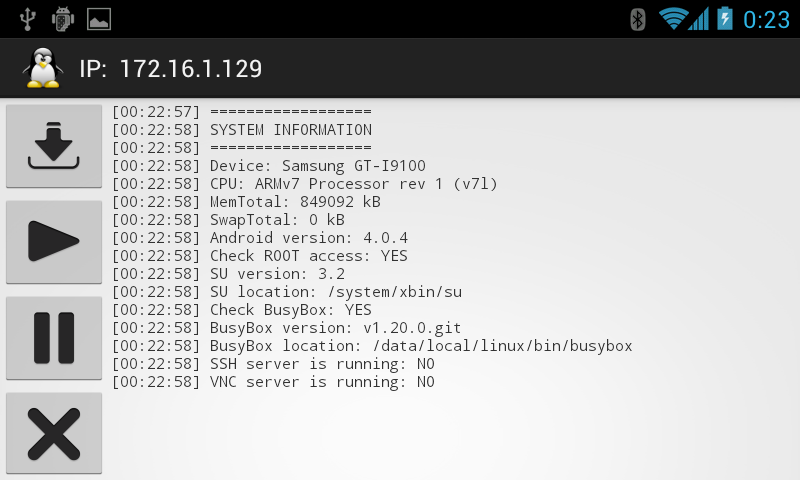 0:23
IP: 172.16.1.129
[00:22:57] ==================
[00:22:58] SYSTEM INFORMATION
[00:22:58] ==================
[00:22:58] Device: Samsung GT-I9100
[00:22:58] CPU: ARMv7 Processor rev 1 (v7l)
[00:22:58] MemTotal: 849092 kB
[00:22:58] SwapTotal: 0 kB
[00:22:58] Android version: 4.0.4
[00:22:58] Check ROOT access: YES
[00:22:58] SU version: 3.2
[00:22:58] SU location: /system/xbin/su
[00:22:58] Check BusyBox: YES
[00:22:58] BusyBox version: v1.20.0.git
[00:22:58] BusyBox location: /data/local/linux/bin/busybox
[00:22:58] SSH server is running: NO
[00:22:58] VNC server is running: NO